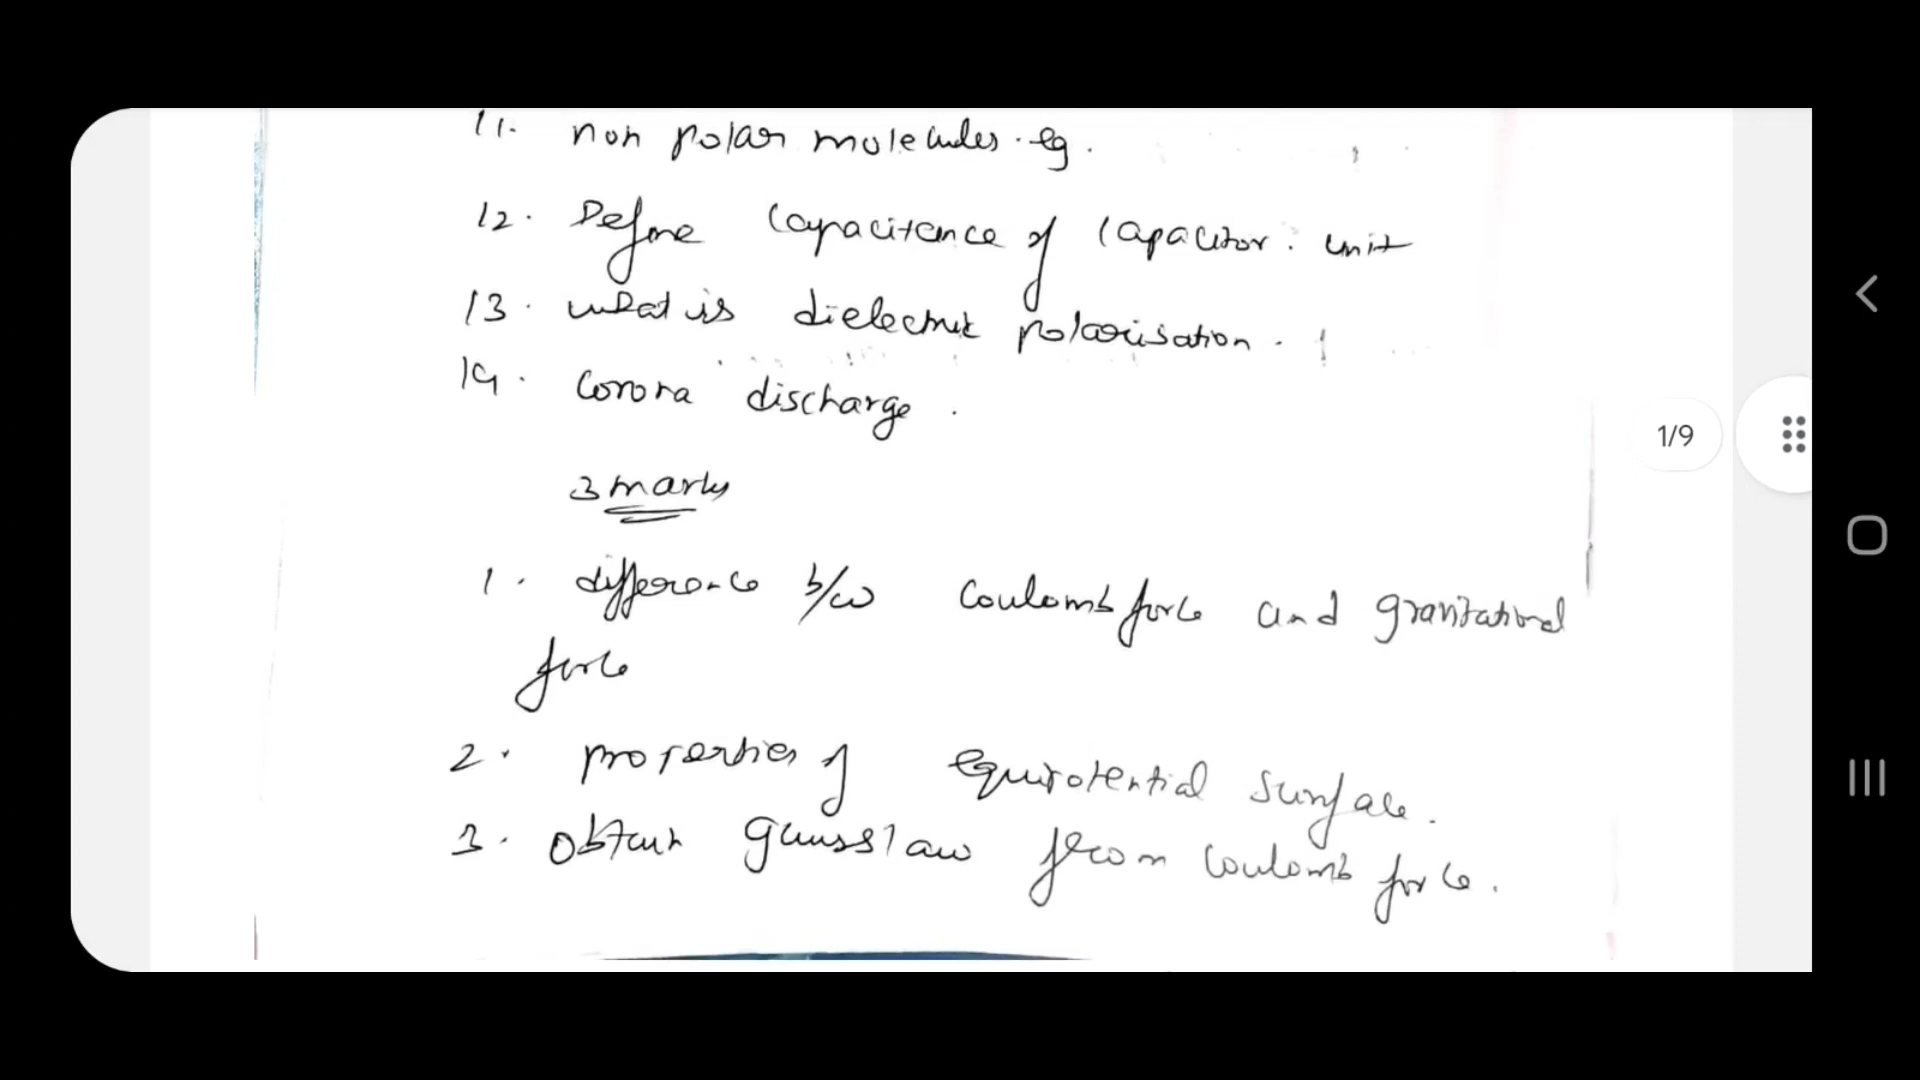 11. non polar molecules. eg.
12. Define capacitance of capacitor. unit
13. what is dielectric polarisation.
14. Corona discharge.
3 marks
1. difference b/w Coulomb force and gravitational
force
1/9
2. properties of equipotential surface.
3. Obtain gauss law from Coulomb force.